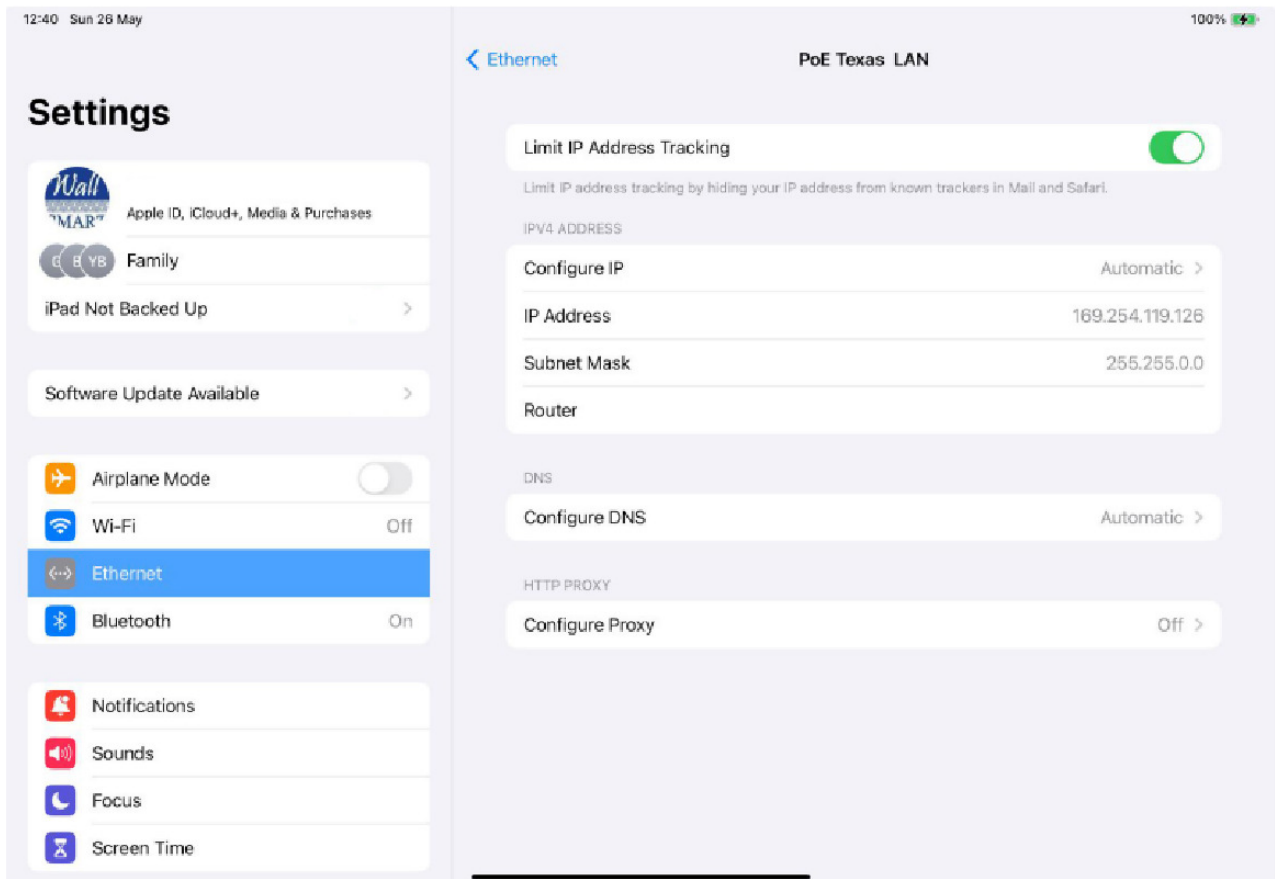 12:40 Sun 26 May
100%
Settings
Wall
"MART"
Apple ID, iCloud+, Media & Purchases
YB
Family
iPad Not Backed Up
Software Update Available
Airplane Mode
Wi-Fi Off
Ethernet
Bluetooth On
Notifications
Sounds
Focus
Screen Time
Ethernet
PoE Texas LAN
Limit IP Address Tracking
Limit IP address tracking by hiding your IP address from known trackers in Mail and Safari.
IPV4 ADDRESS
Configure IP Automatic
IP Address 169.254.119.126
Subnet Mask 255.255.0.0
Router
DNS
Configure DNS Automatic
HTTP PROXY
Configure Proxy Off